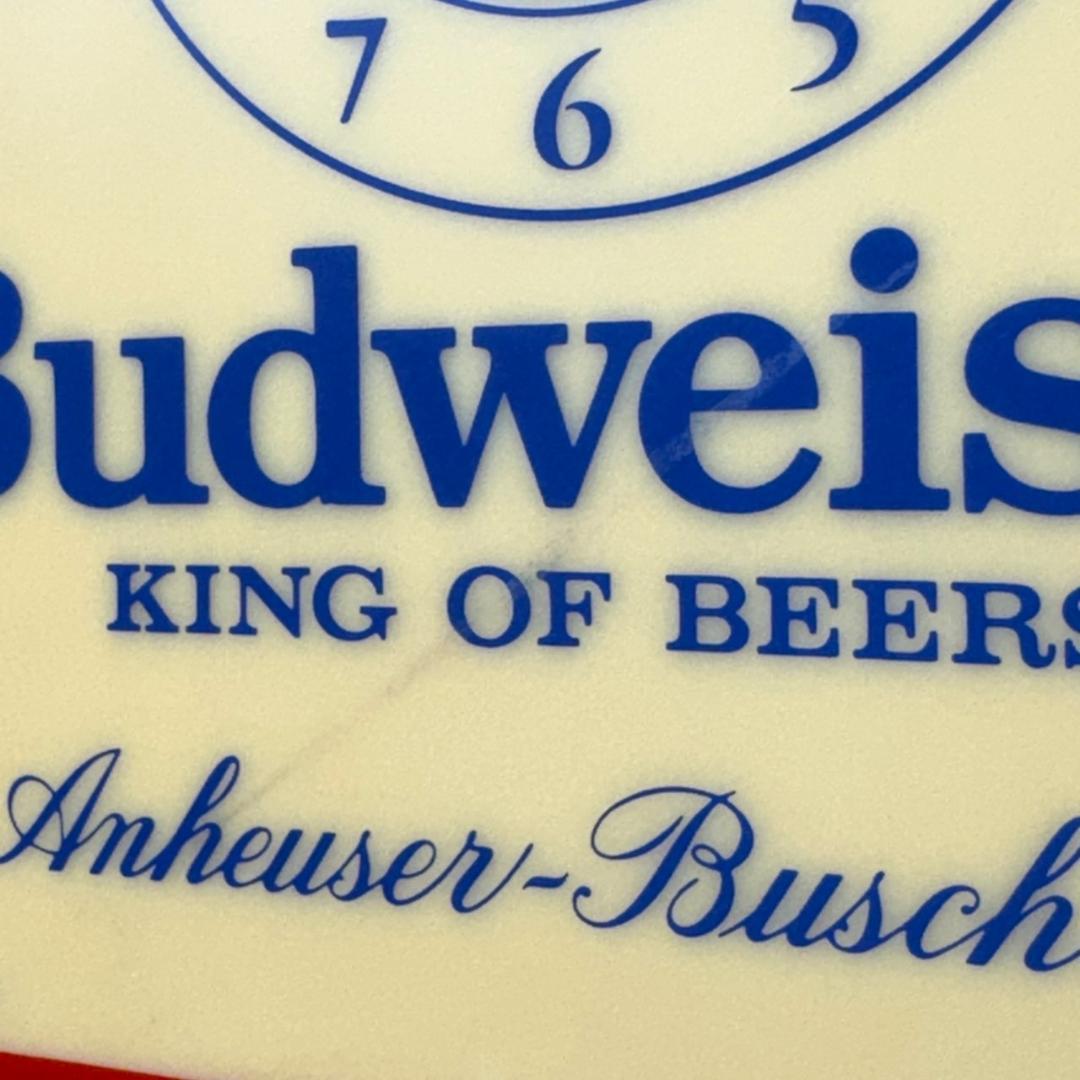 7 6 5
Budweis
KING OF BEERS
Anheuser-Busch